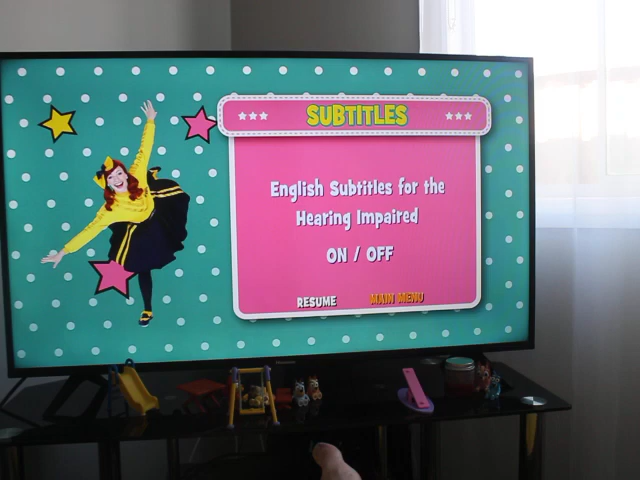 SUBTITLES
English Subtitles for the
Hearing Impaired
ON / OFF
RESUME MAIN MENU